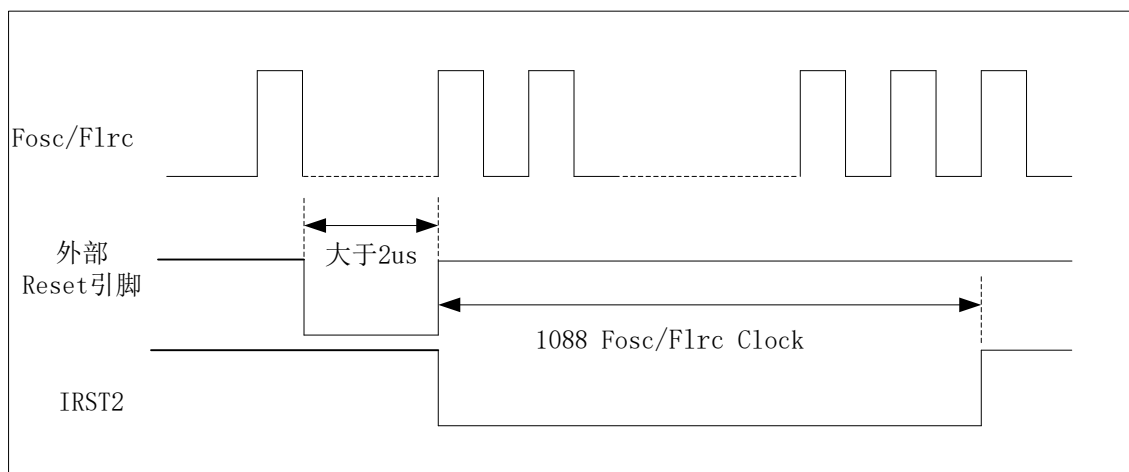 Fosc/Flrc
外部
Reset引脚
大于2us
1088 Fosc/Flrc Clock
IRST2